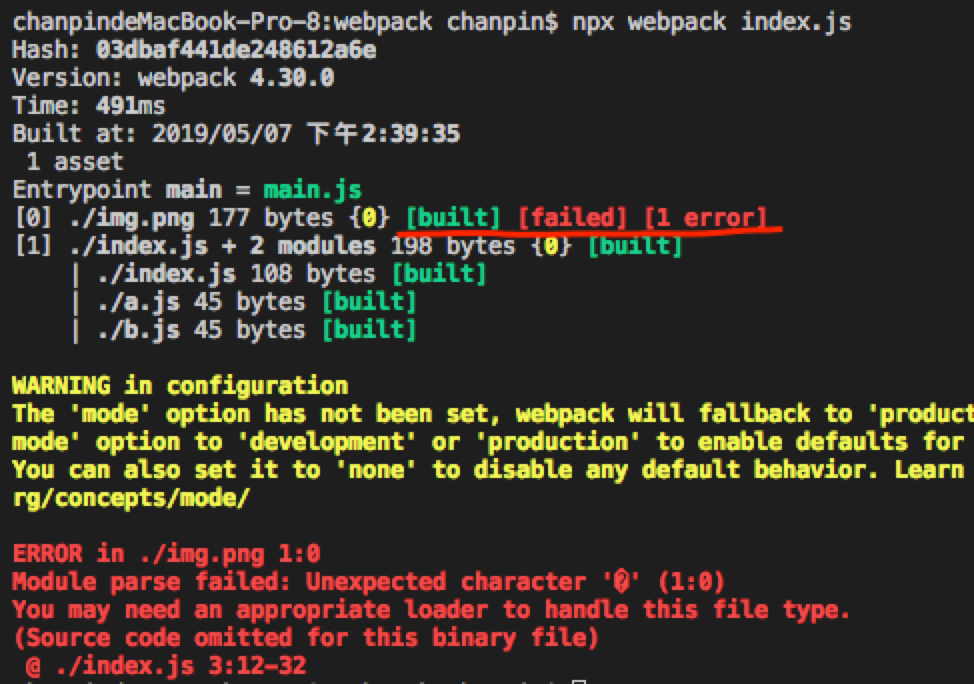 chanpindeMacBook-Pro-8:webpack chanpin$ npx webpack index.js
Hash: 03dbaf441de248612a6e
Version: webpack 4.30.0
Time: 491ms
Built at: 2019/05/07 下午2:39:35
 1 asset
Entrypoint main = main.js
[0] ./img.png 177 bytes {0} [built] [failed] [1 error]
[1] ./index.js + 2 modules 198 bytes {0} [built]
    | ./index.js 108 bytes [built]
    | ./a.js 45 bytes [built]
    | ./b.js 45 bytes [built]
WARNING in configuration
The 'mode' option has not been set, webpack will fallback to 'product
mode' option to 'development' or 'production' to enable defaults for
You can also set it to 'none' to disable any default behavior. Learn
rg/concepts/mode/
ERROR in ./img.png 1:0
Module parse failed: Unexpected character '�' (1:0)
You may need an appropriate loader to handle this file type.
(Source code omitted for this binary file)
 @ ./index.js 3:12-32